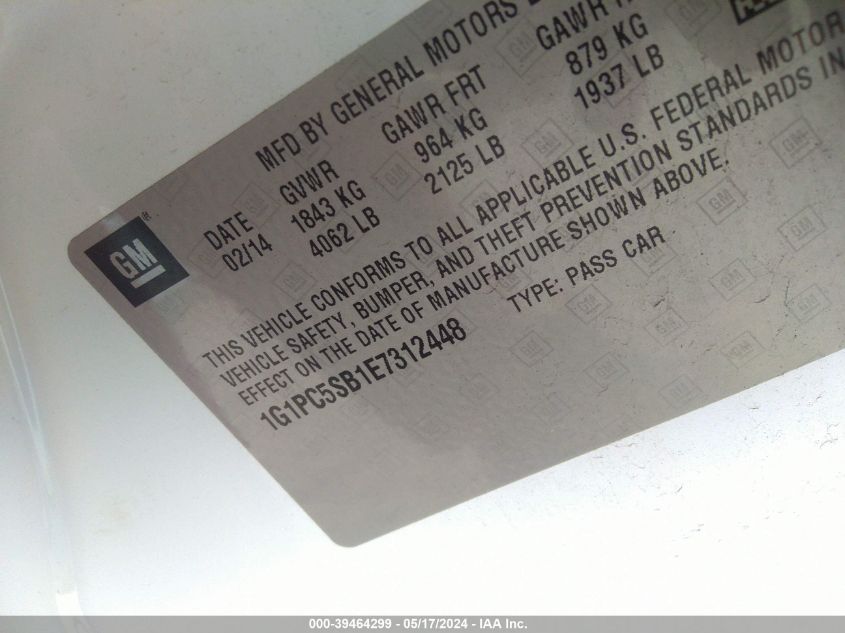 GM
MFD BY GENERAL MOTORS
DATE GVWR GAWR FRT GAWR
02/14 1843 KG 964 KG 879 KG
4062 LB 2125 LB 1937 LB
THIS VEHICLE CONFORMS TO ALL APPLICABLE U.S. FEDERAL MOTOR
VEHICLE SAFETY, BUMPER, AND THEFT PREVENTION STANDARDS IN
EFFECT ON THE DATE OF MANUFACTURE SHOWN ABOVE.
1G1PC5SB1E7312448 TYPE: PASS CAR
000-39464299 - 05/17/2024 - IAA Inc.